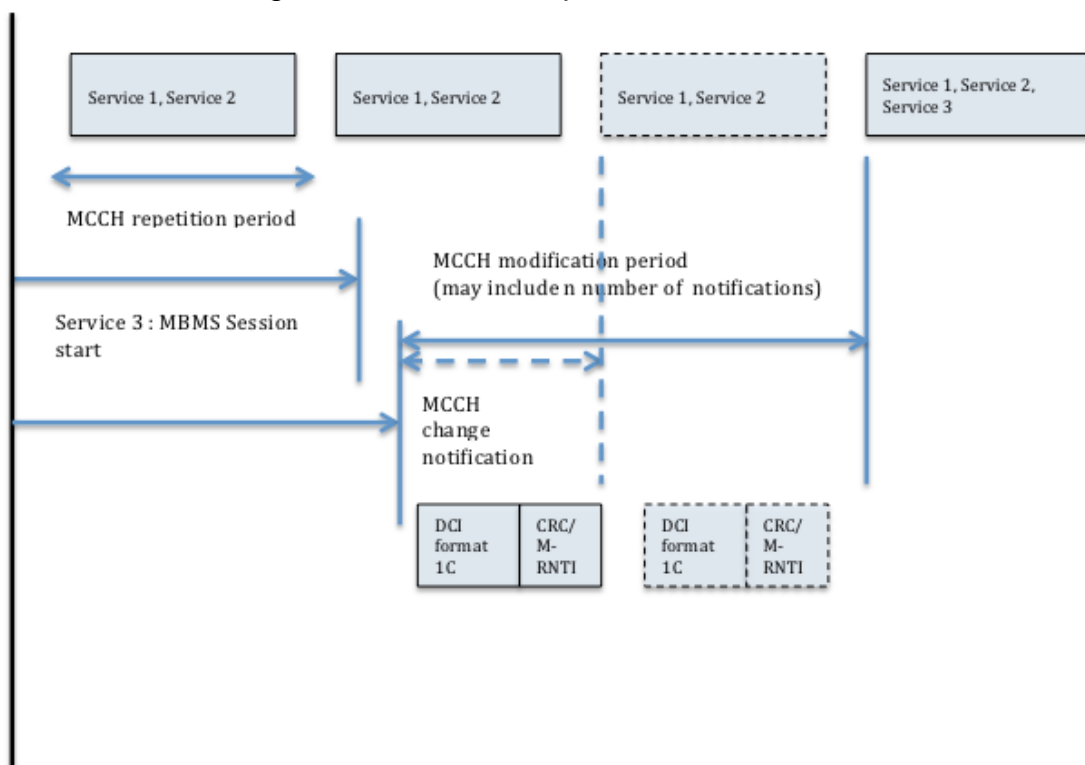 Service 1, Service 2
Service 1, Service 2
Service 1, Service 2
Service 1, Service 2,
Service 3
MCCH repetition period
MCCH modification period
(may include n number of notifications)
Service 3 : MBMS Session
start
MCCH
change
notification
DCI
format
1C
CRC/
M-
RNTI
DCI
format
1C
CRC/
M-
RNTI